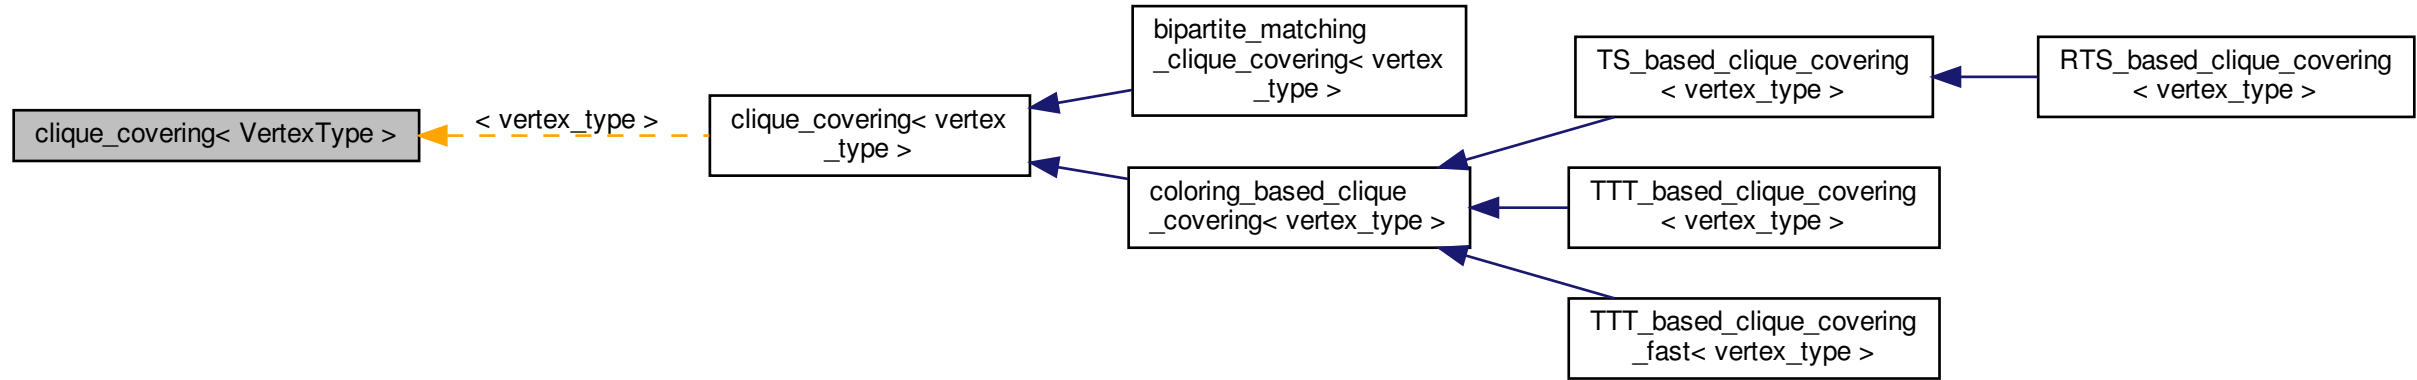 clique_covering< VertexType >
< vertex_type >
clique_covering< vertex
_type >
bipartite_matching
_clique_covering< vertex
_type >
coloring_based_clique
_covering< vertex_type >
TS_based_clique_covering
< vertex_type >
TTT_based_clique_covering
< vertex_type >
TTT_based_clique_covering
_fast< vertex_type >
RTS_based_clique_covering
< vertex_type >